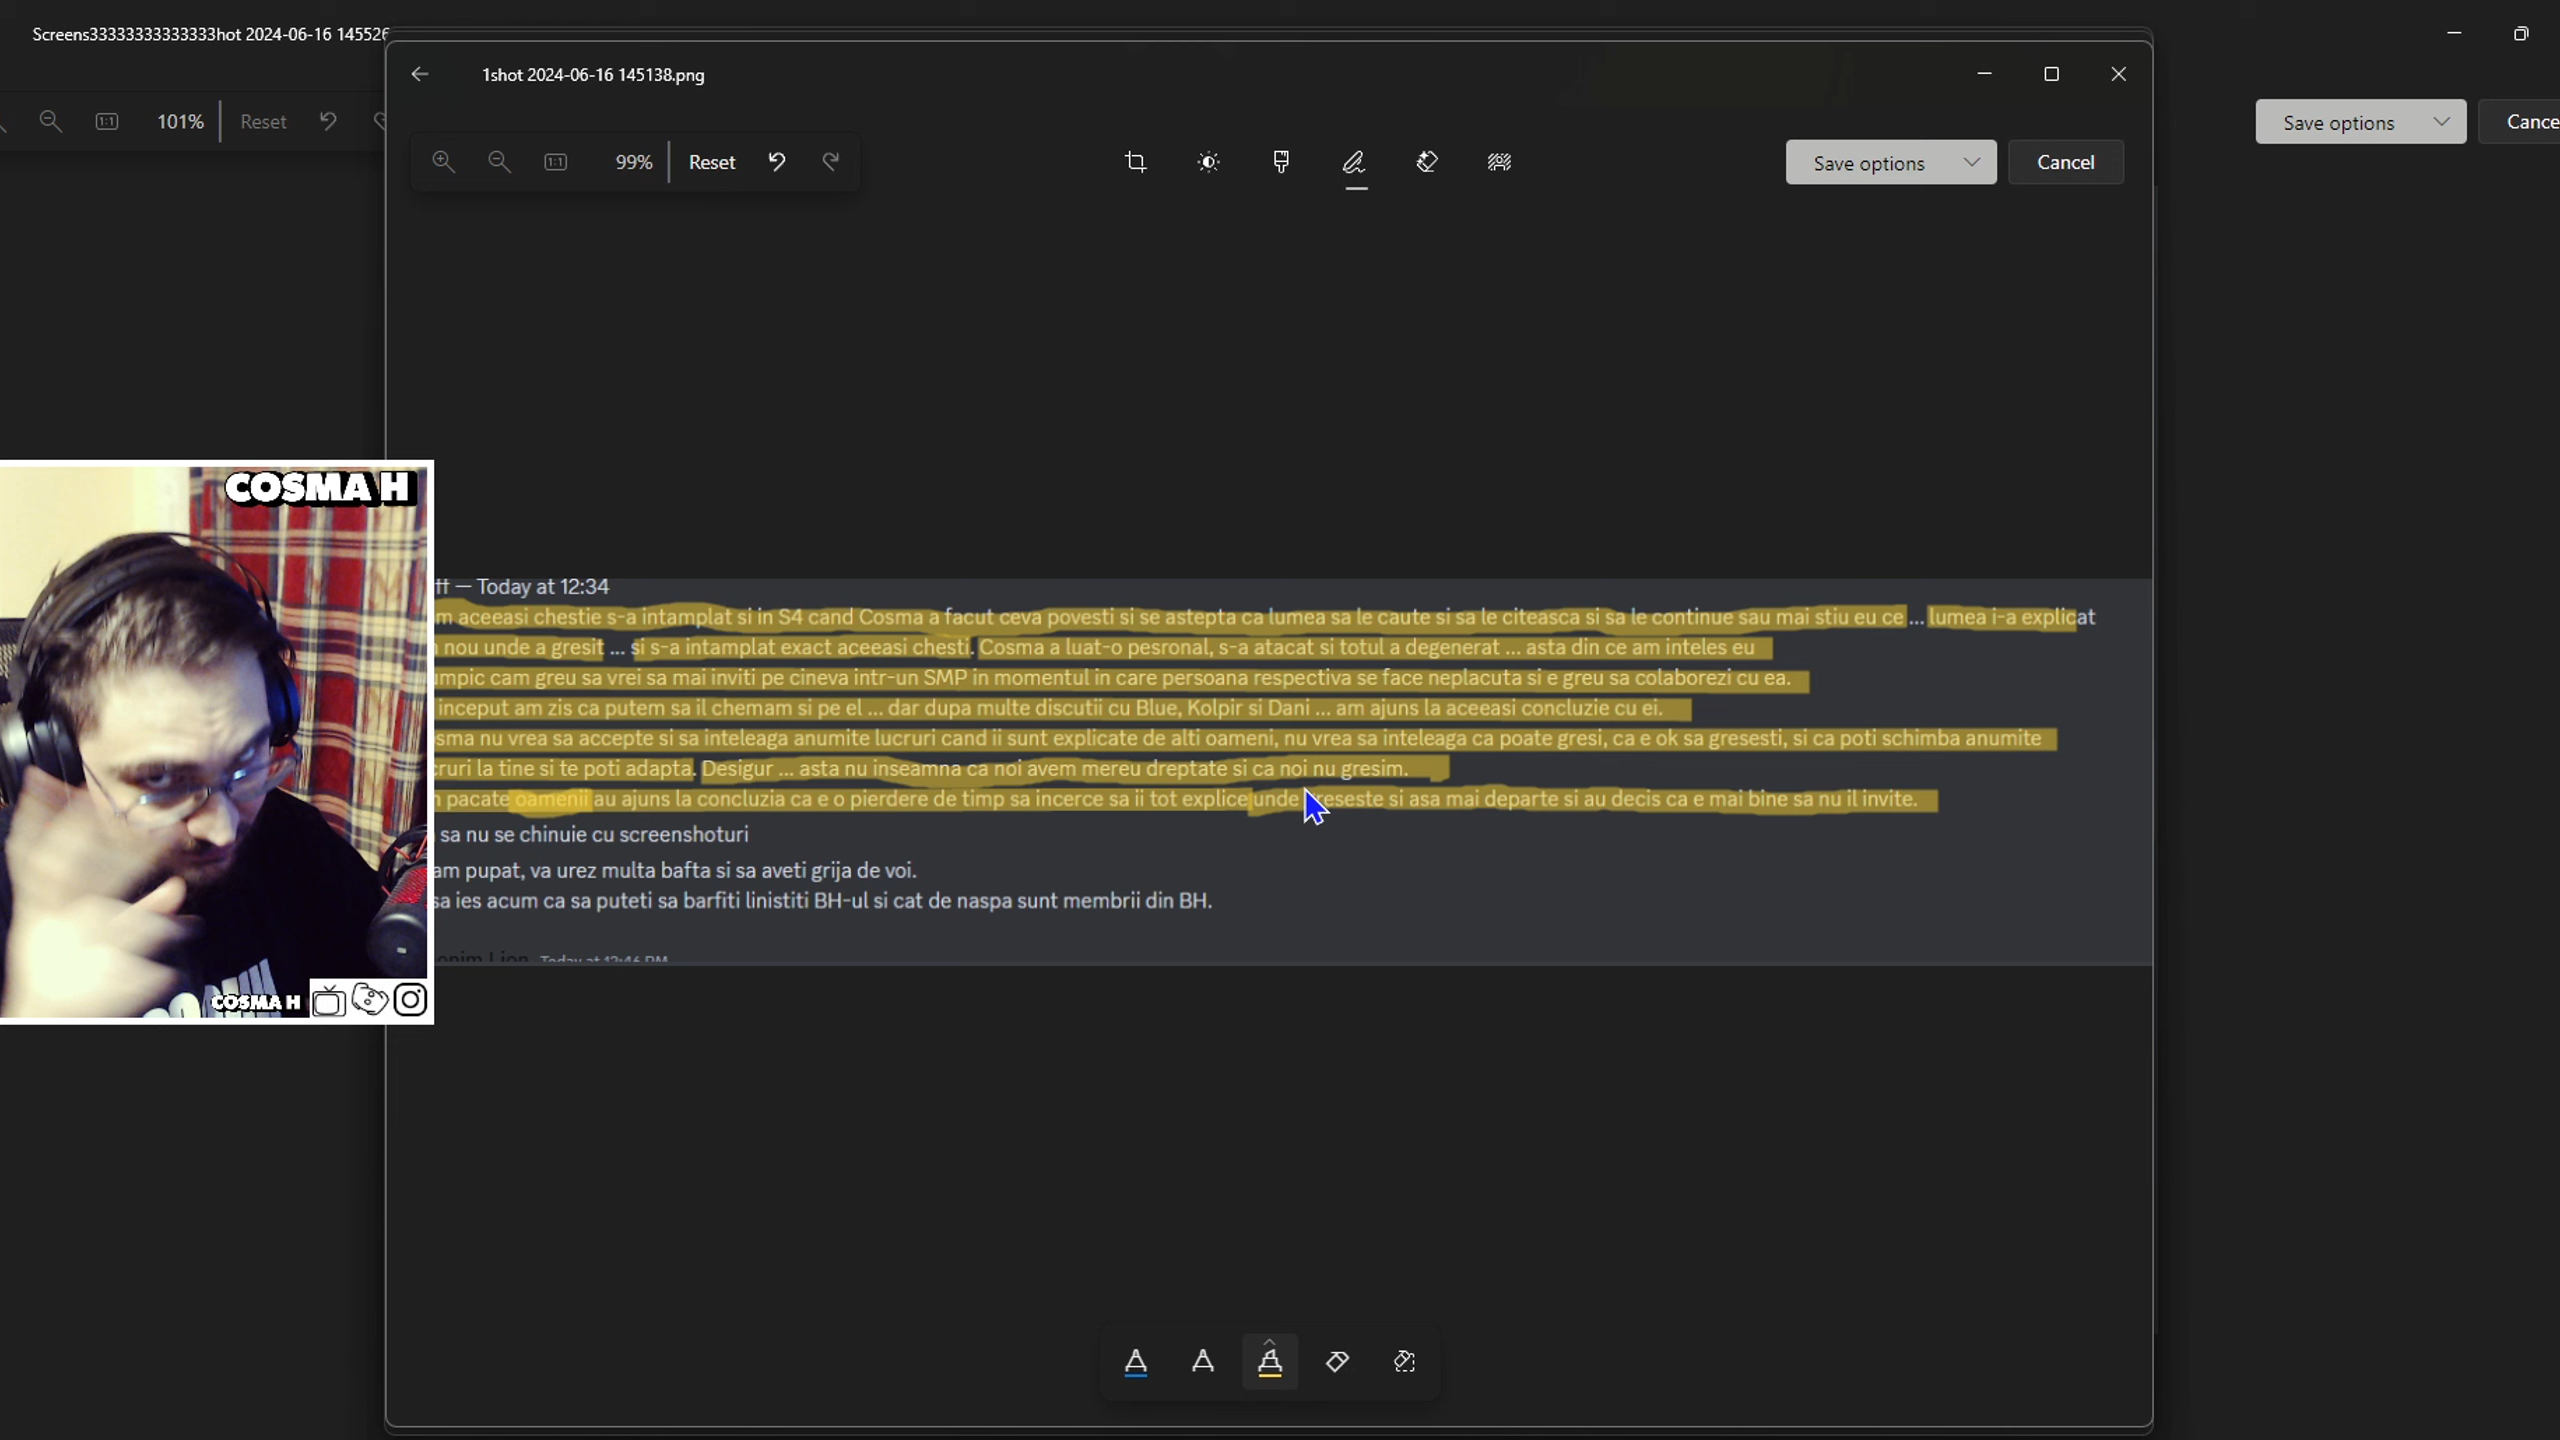 Screens33333333333333hot 2024-06-16 145526
1shot 2024-06-16 145138.png
101%
Reset
Save options
Cance
99%
Reset
Save options
Cancel
COSMA H
ff — Today at 12:34
m aceeasi chestie s-a intamplat si in S4 cand Cosma a facut ceva povesti si se astepta ca lumea sa le caute si sa le citeasca si sa le continue sau mai stiu eu ce ... lumea i-a explicat
nou unde a gresit ... si s-a intamplat exact aceeasi chesti. Cosma a luat-o pesronal, s-a atacat si totul a degenerat ... asta din ce am inteles eu
mpic cam greu sa vrei sa mai inviti pe cineva intr-un SMP in momentul in care persoana respectiva se face neplacuta si e greu sa colaborezi cu ea.
inceput am zis ca putem sa il chemam si pe el ... dar dupa multe discutii cu Blue, Kolpir si Dani ... am ajuns la aceeasi concluzie cu ei.
sma nu vrea sa accepte si sa inteleaga anumite lucruri cand ii sunt explicate de alti oameni, nu vrea sa inteleaga ca poate gresi, ca e ok sa gresesti, si ca poti schimba anumite
cruri la tine si te poti adapta. Desigur ... asta nu inseamna ca noi avem mereu dreptate si ca noi nu gresim.
pacate oamenii au ajuns la concluzia ca e o pierdere de timp sa incerce sa ii tot explice unde reseste si asa mai departe si au decis ca e mai bine sa nu il invite.
sa nu se chinuie cu screenshoturi
am pupat, va urez multa bafta si sa aveti grija de voi.
sa ies acum ca sa puteti sa barfiti linistiti BH-ul si cat de naspa sunt membrii din BH.
COSMA H